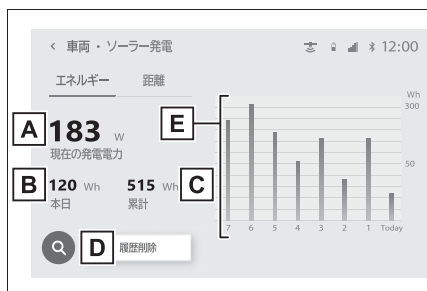 < 車両・ソーラー発電
12:00
エネルギー 距離
A 183 W
現在の発電電力
B 120 Wh 515 Wh C
本日 累計
D 履歴削除
E
Wh
300
50
7 6 5 4 3 2 1 Today